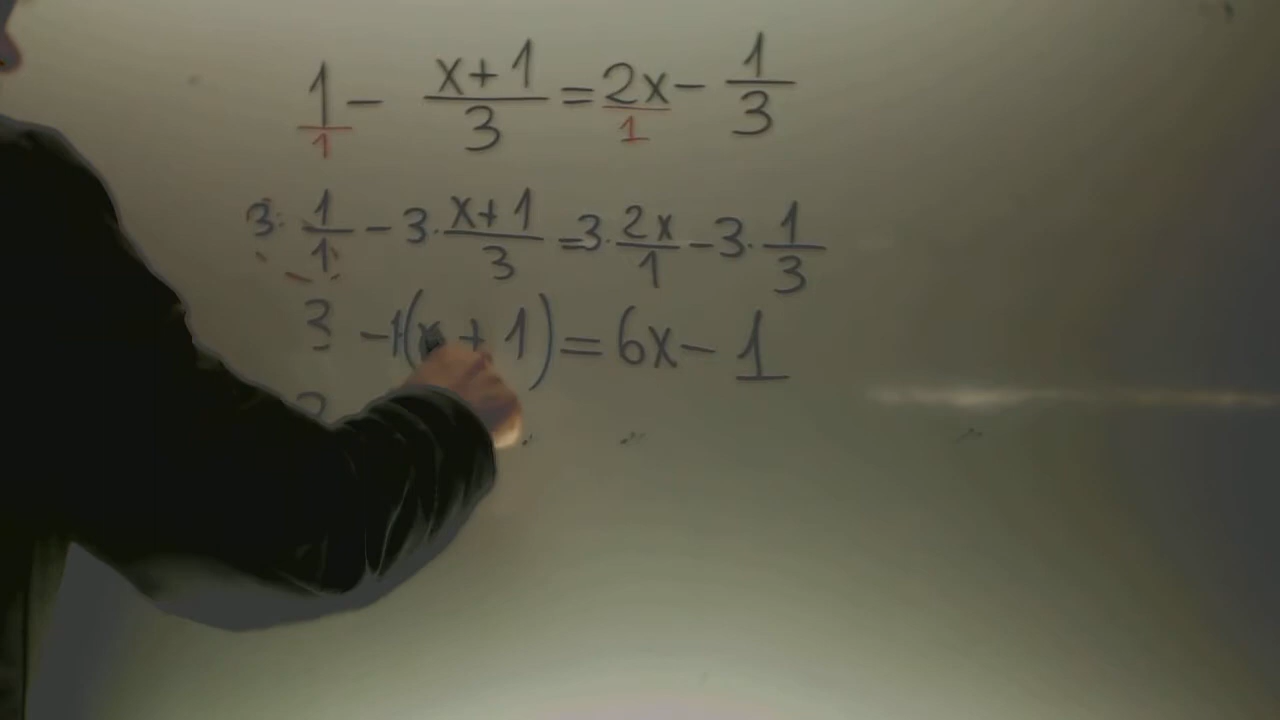 1/1 - (x+1)/3 = 2x/1 - 1/3
3· 1/1 - 3· (x+1)/3 = 3· 2x/1 - 3· 1/3
3 -1(x+1) = 6x - 1